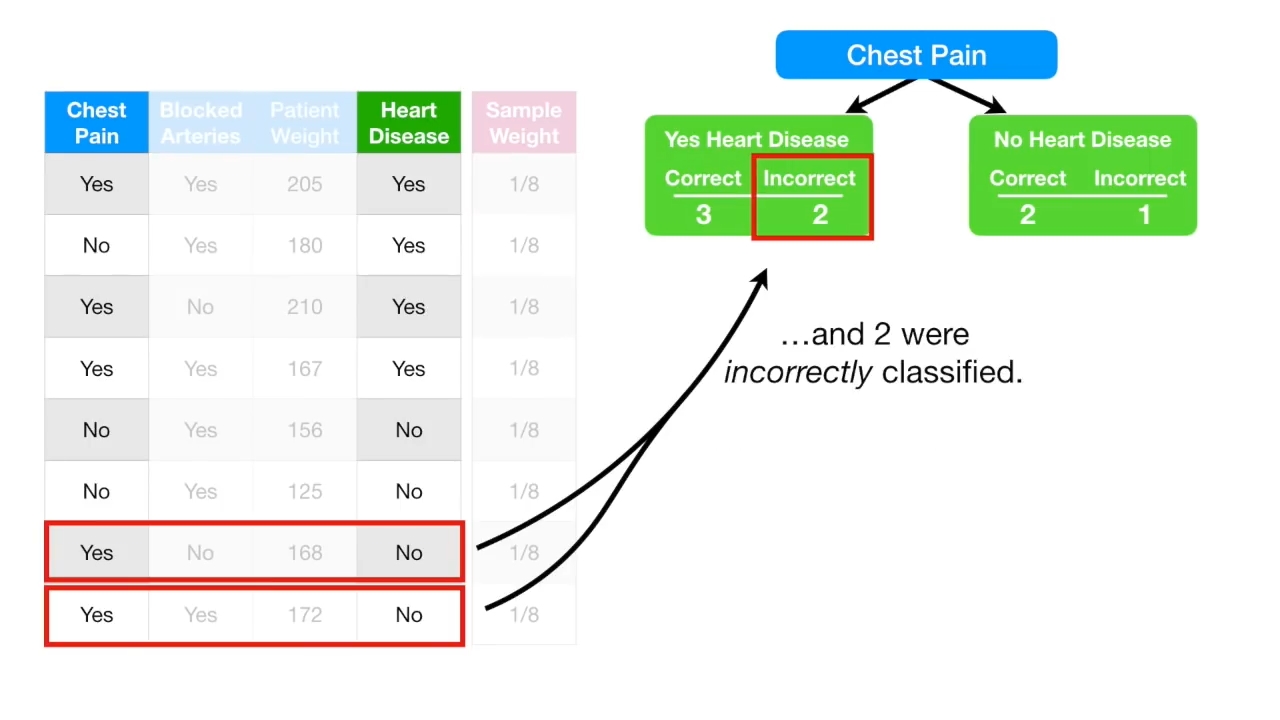 Chest Pain
Chest Pain Blocked Arteries Patient Weight Heart Disease Sample Weight
Yes Yes 205 Yes 1/8
No Yes 180 Yes 1/8
Yes No 210 Yes 1/8
Yes Yes 167 Yes 1/8
No Yes 156 No 1/8
No Yes 125 No 1/8
Yes No 168 No 1/8
Yes Yes 172 No 1/8
Yes Heart Disease
Correct Incorrect
3 2
No Heart Disease
Correct Incorrect
2 1
…and 2 were
incorrectly classified.